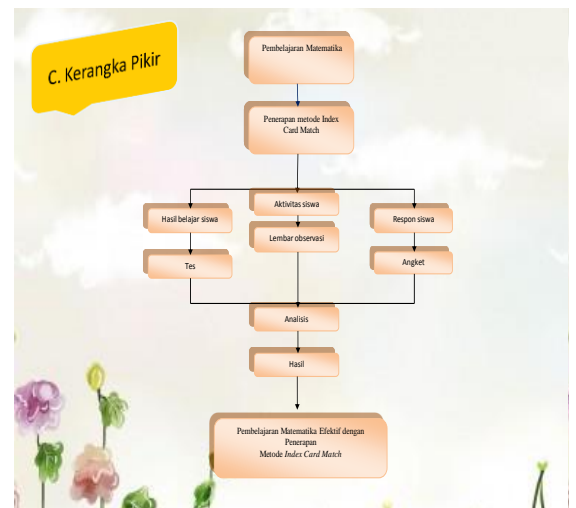 C. Kerangka Pikir
Pembelajaran Matematika
Penerapan metode Index
Card Match
Hasil belajar siswa
Aktivitas siswa
Respon siswa
Lembar observasi
Tes
Angket
Analisis
Hasil
Pembelajaran Matematika Efektif dengan
Penerapan
Metode Index Card Match